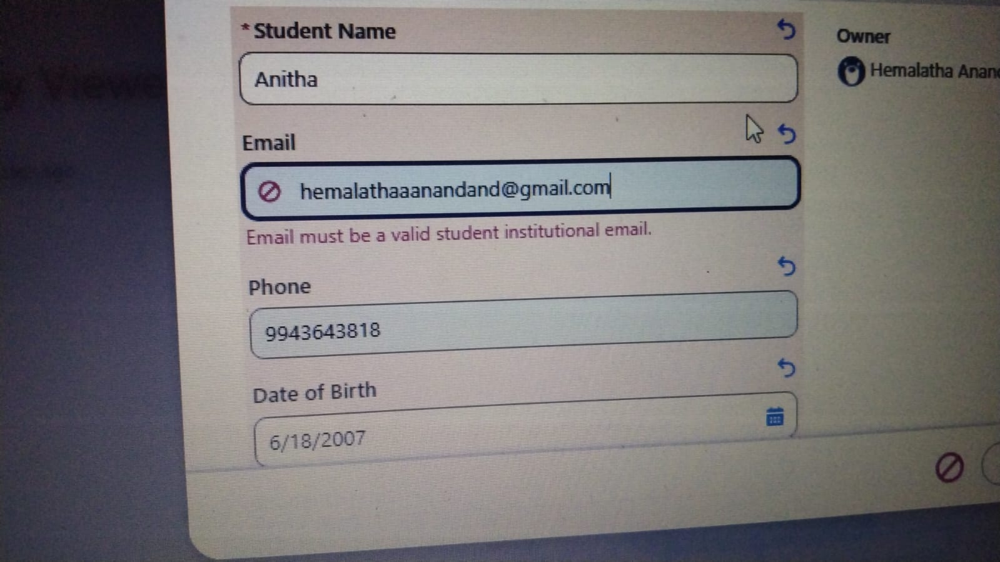 *Student Name
Owner
Anitha
Hemalatha
Email
hemalathaaanandand@gmail.com
Email must be a valid student institutional email.
Phone
9943643818
Date of Birth
6/18/2007